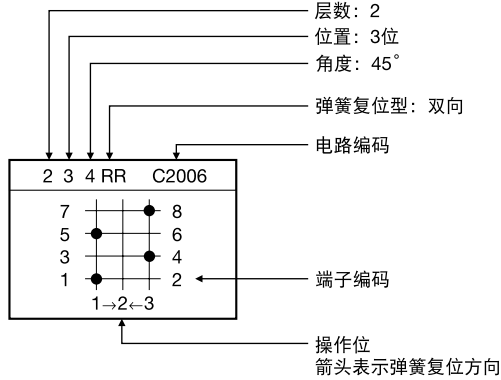 层数：2
位置：3位
角度：45°
弹簧复位型：双向
电路编码
2 3 4 RR C2006
7 8
5 6
3 4
1 2
端子编码
1→2←3
操作位
箭头表示弹簧复位方向